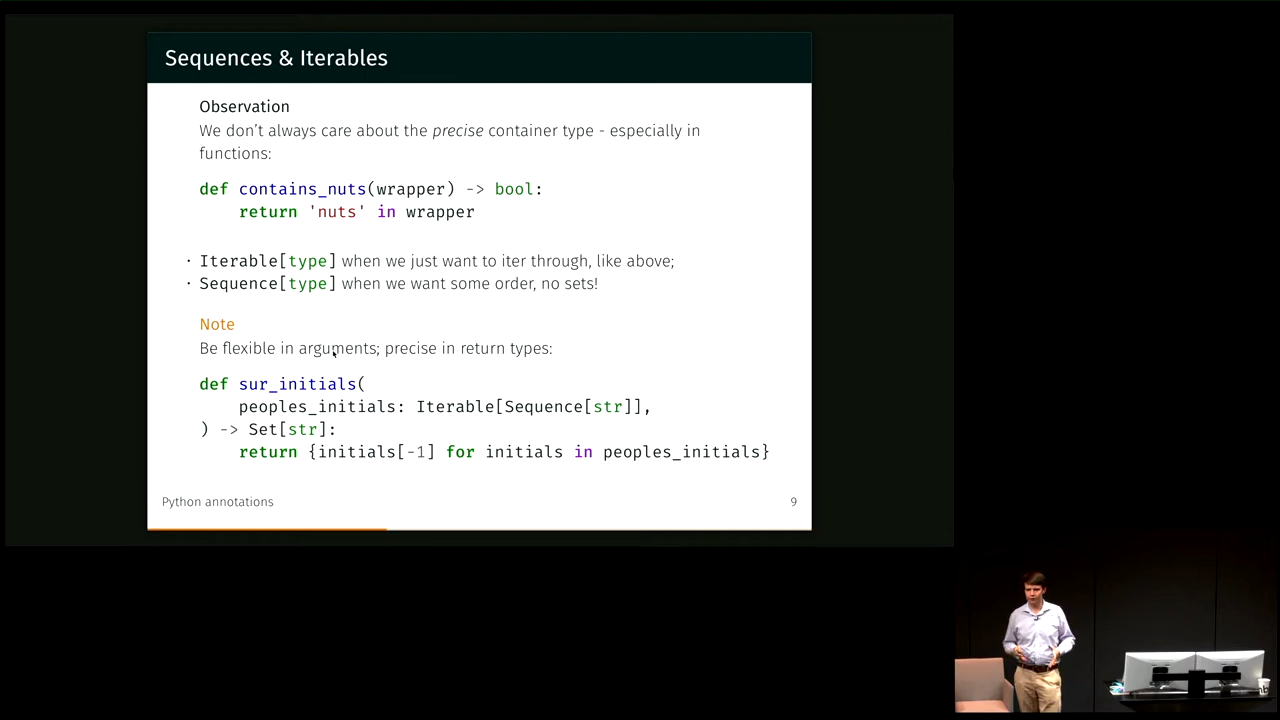 Sequences & Iterables
Observation
We don't always care about the precise container type - especially in
functions:
def contains_nuts(wrapper) -> bool:
    return 'nuts' in wrapper
· Iterable[type] when we just want to iter through, like above;
· Sequence[type] when we want some order, no sets!
Note
Be flexible in arguments; precise in return types:
def sur_initials(
    peoples_initials: Iterable[Sequence[str]],
) -> Set[str]:
    return {initials[-1] for initials in peoples_initials}
Python annotations
9